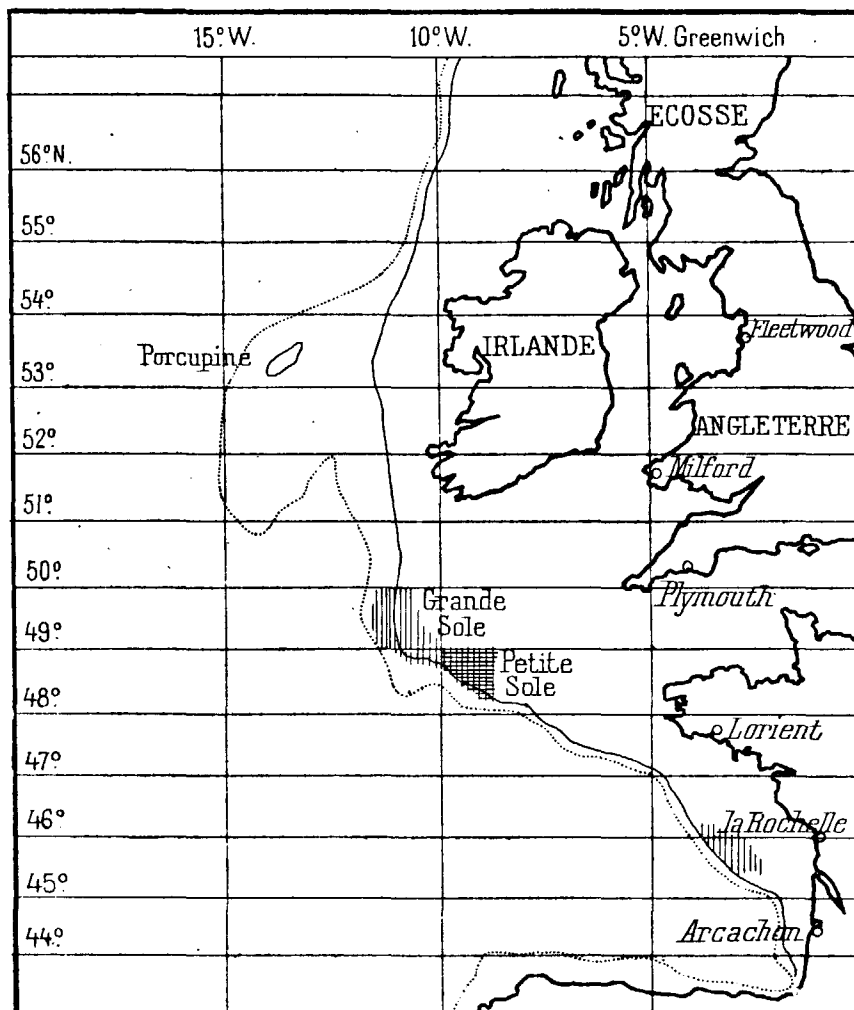 15°W.
10°W.
5°W. Greenwich
ECOSSE
56°N.
55°
54°
Fleetwood
IRLANDE
Porcupine
53°
ANGLETERRE
52°
Milford
51°
50°
Grande
Sole
Plymouth
49°
Petite
Sole
48°
Lorient
47°
46°
la Rochelle
45°
Arcachon
44°